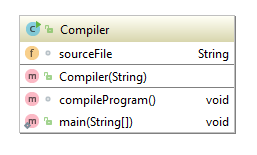 C Compiler
f sourceFile String
m Compiler(String)
m compileProgram() void
m main(String[]) void